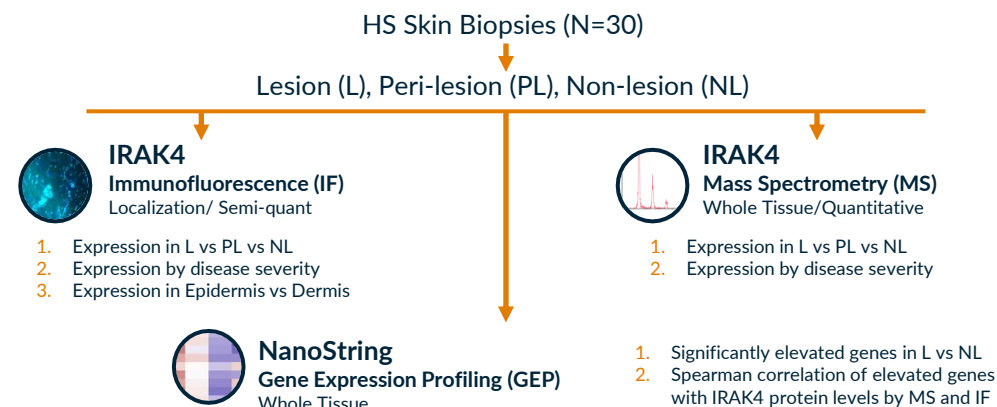 HS Skin Biopsies (N=30)
Lesion (L), Peri-lesion (PL), Non-lesion (NL)
IRAK4
Immunofluorescence (IF)
Localization/ Semi-quant
1. Expression in L vs PL vs NL
2. Expression by disease severity
3. Expression in Epidermis vs Dermis
IRAK4
Mass Spectrometry (MS)
Whole Tissue/Quantitative
1. Expression in L vs PL vs NL
2. Expression by disease severity
NanoString
Gene Expression Profiling (GEP)
Whole Tissue
1. Significantly elevated genes in L vs NL
2. Spearman correlation of elevated genes
with IRAK4 protein levels by MS and IF